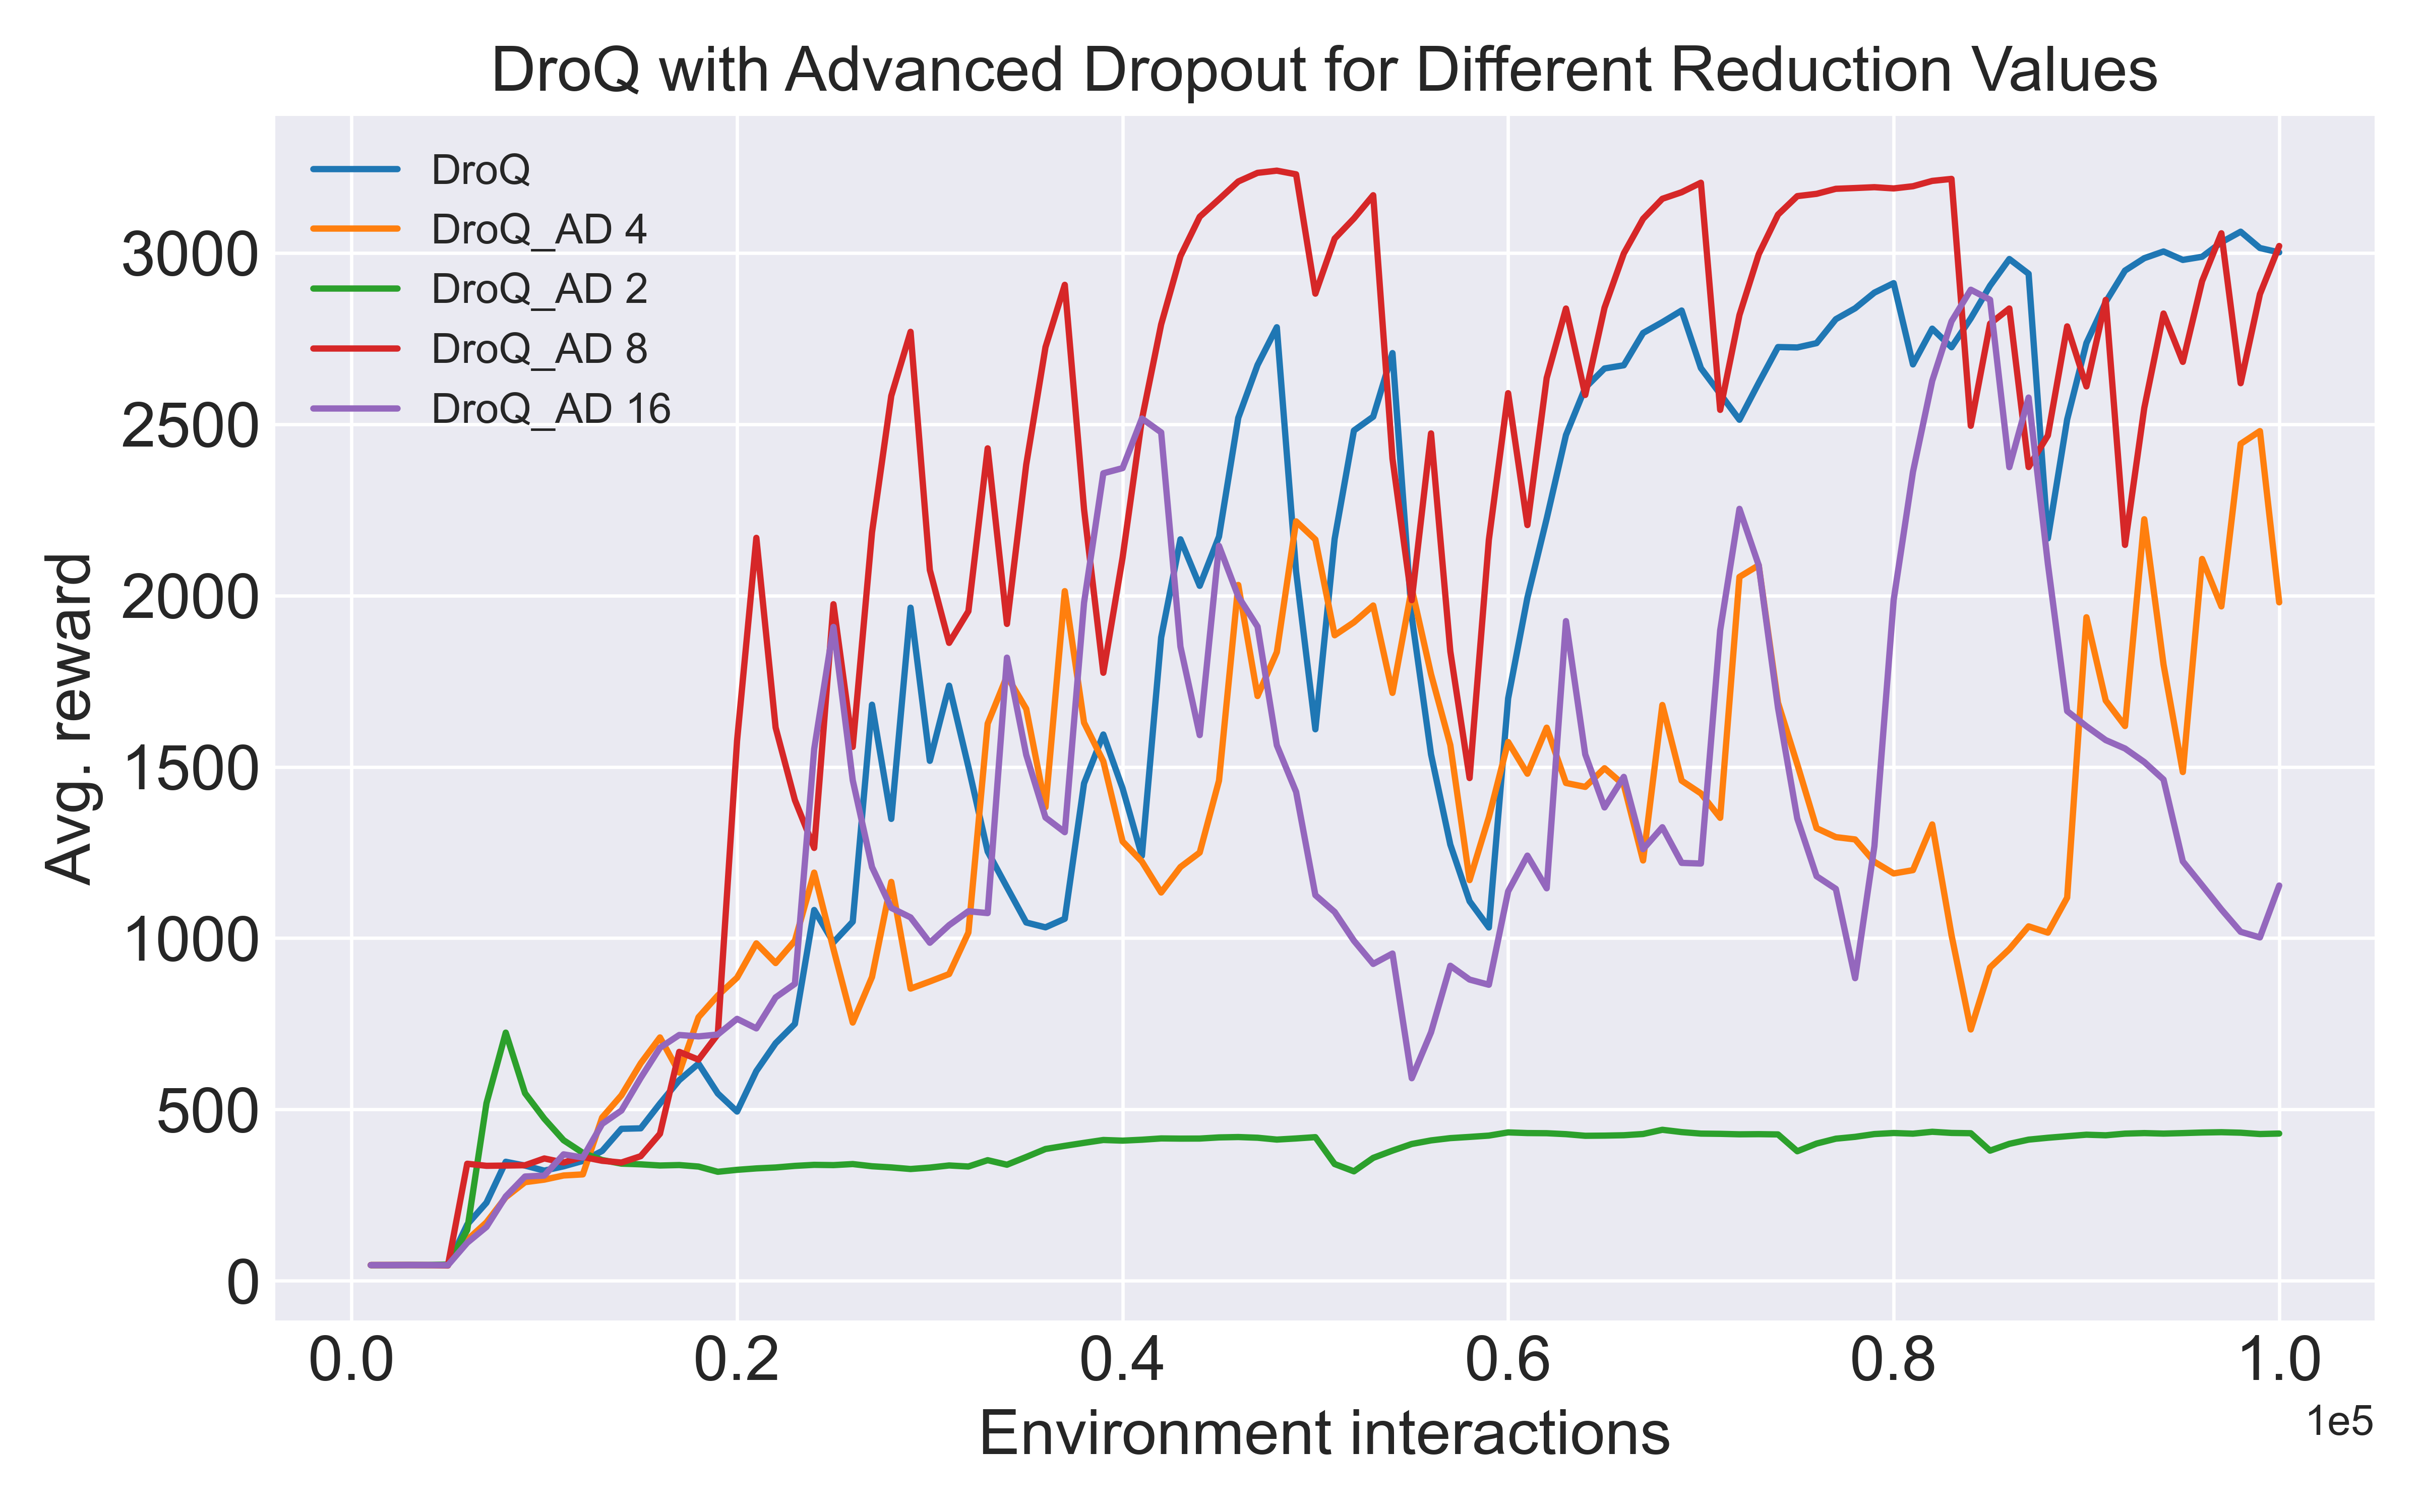 DroQ with Advanced Dropout for Different Reduction Values
DroQ
DroQ_AD 4
DroQ_AD 2
DroQ_AD 8
DroQ_AD 16
Avg. reward
3000
2500
2000
1500
1000
500
0
0.0 0.2 0.4 0.6 0.8 1.0
1e5
Environment interactions